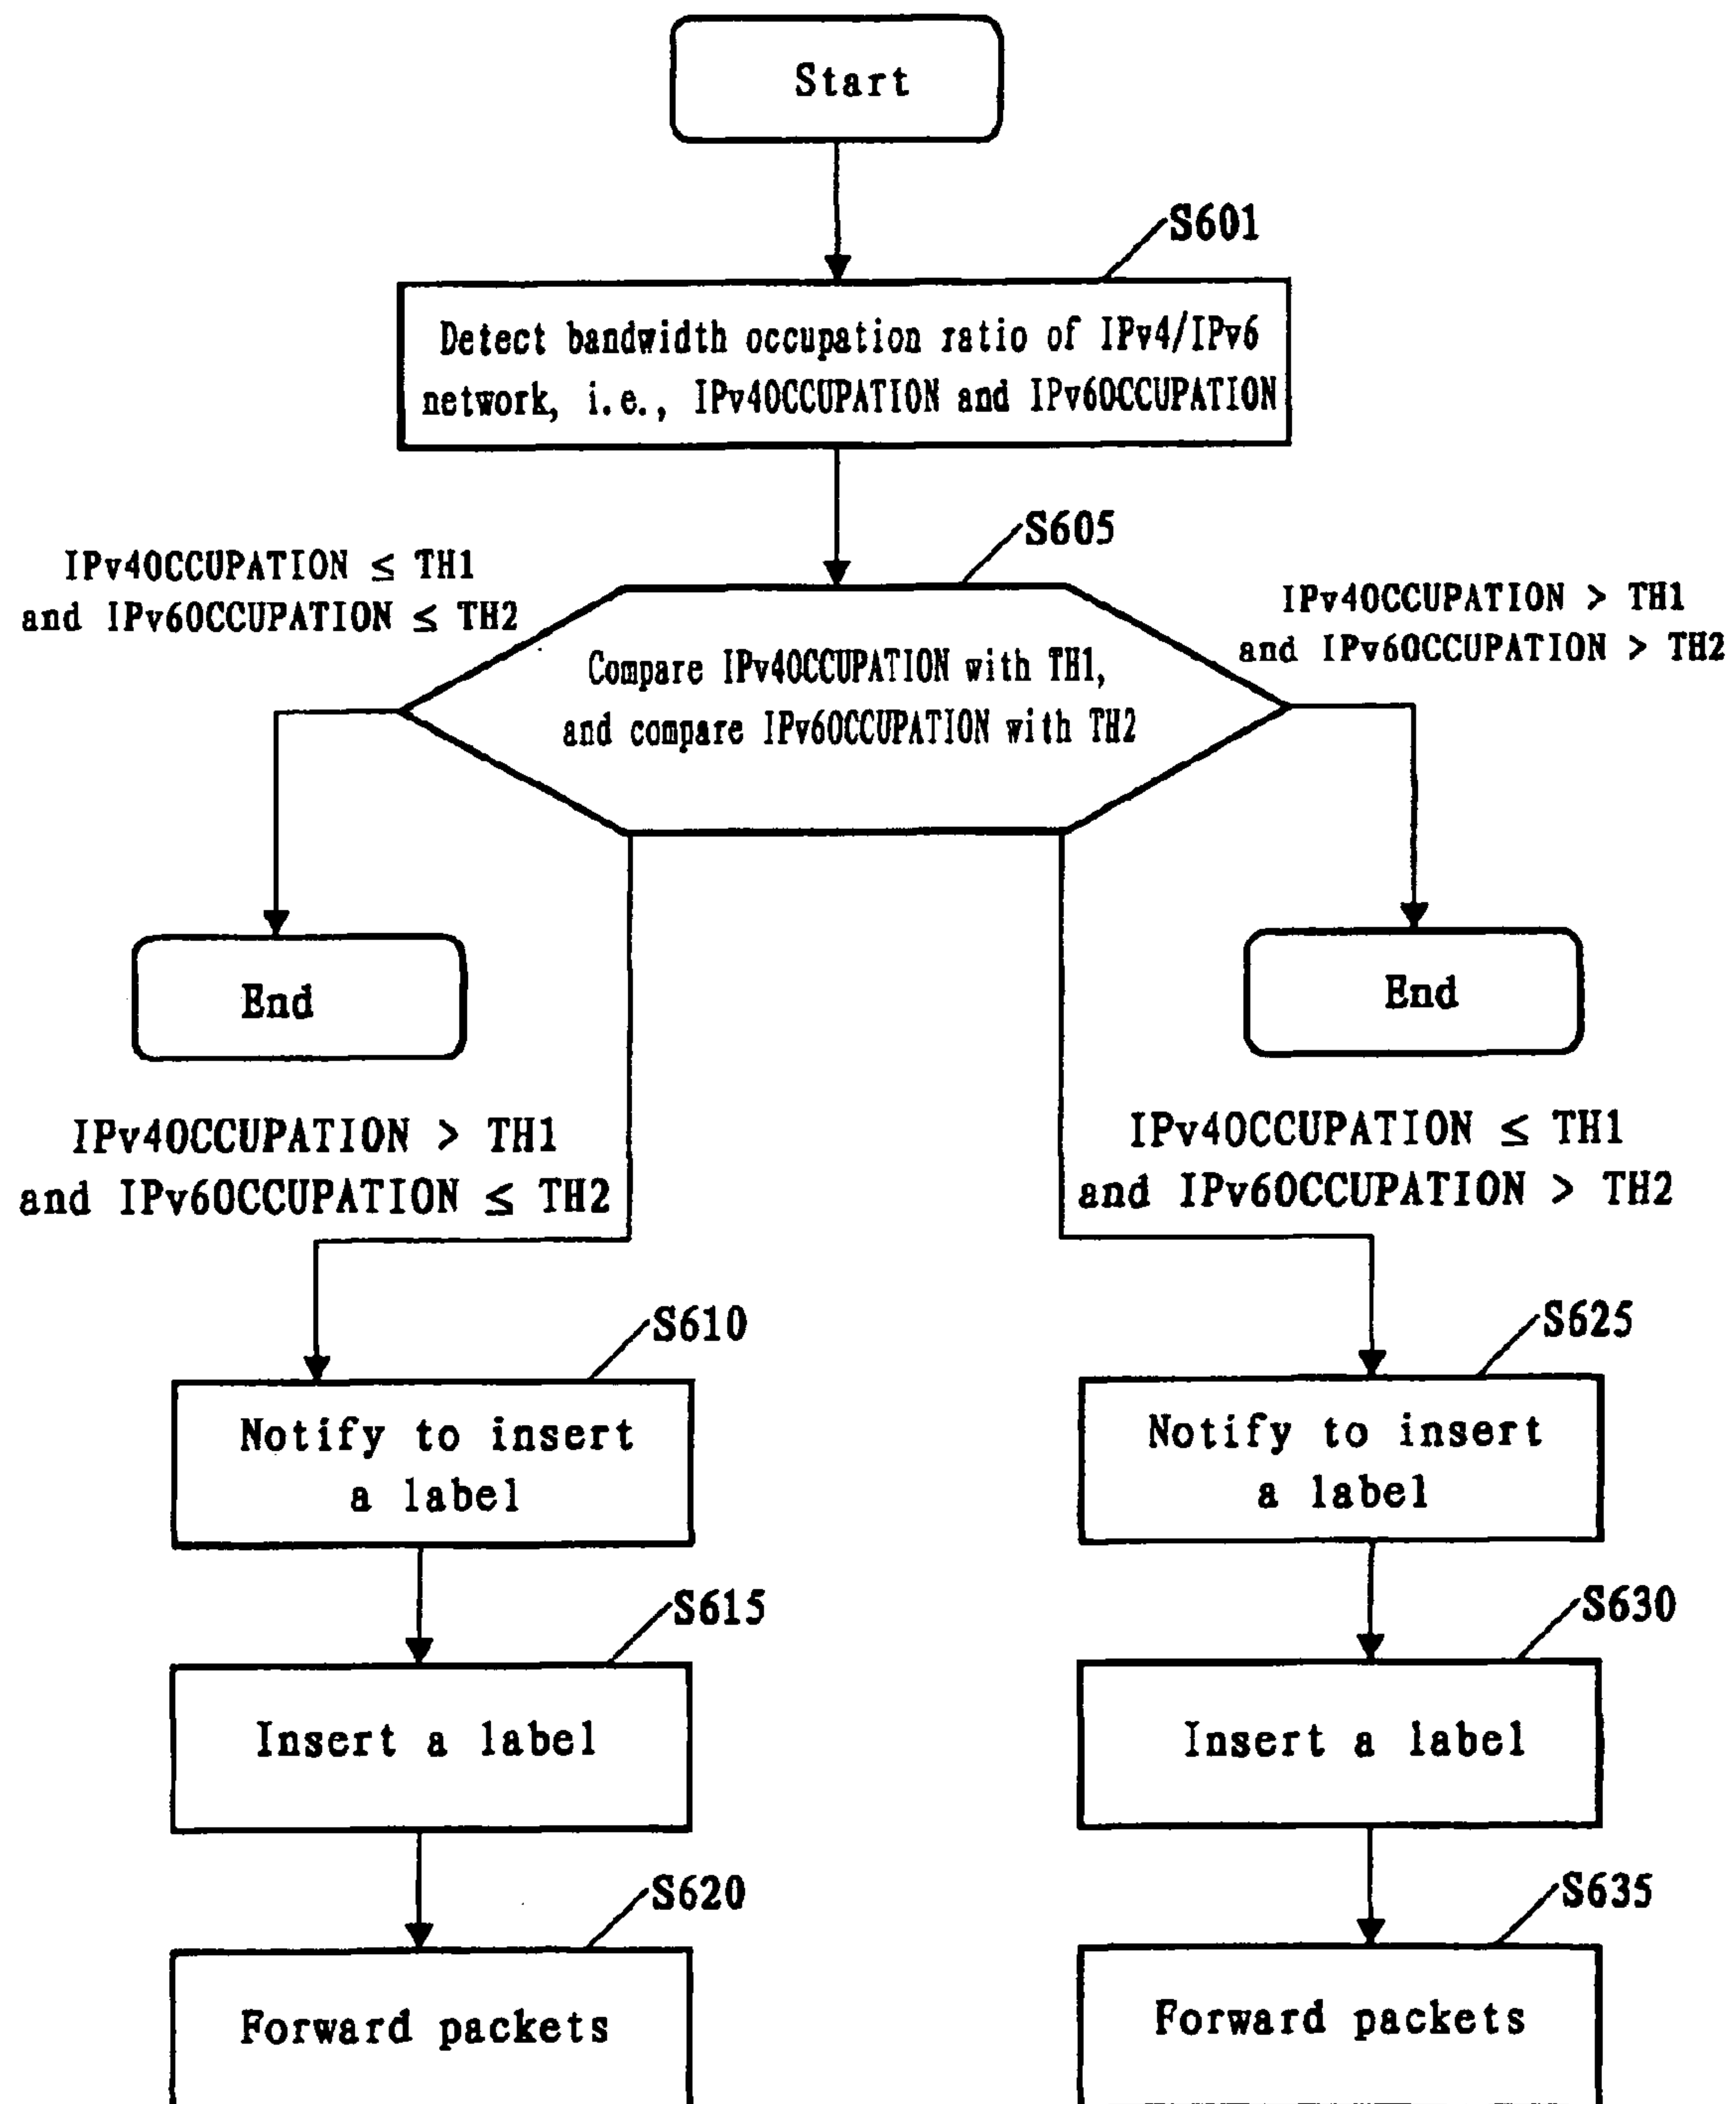 Start
S601
Detect bandwidth occupation ratio of IPv4/IPv6
network, i.e., IPv4OCCUPATION and IPv6OCCUPATION
S605
IPv4OCCUPATION ≤ TH1
and IPv6OCCUPATION ≤ TH2
IPv4OCCUPATION > TH1
and IPv6OCCUPATION > TH2
Compare IPv4OCCUPATION with TH1,
and compare IPv6OCCUPATION with TH2
End
End
IPv4OCCUPATION > TH1
and IPv6OCCUPATION ≤ TH2
IPv4OCCUPATION ≤ TH1
and IPv6OCCUPATION > TH2
S610
S625
Notify to insert
a label
Notify to insert
a label
S615
S630
Insert a label
Insert a label
S620
S635
Forward packets
Forward packets